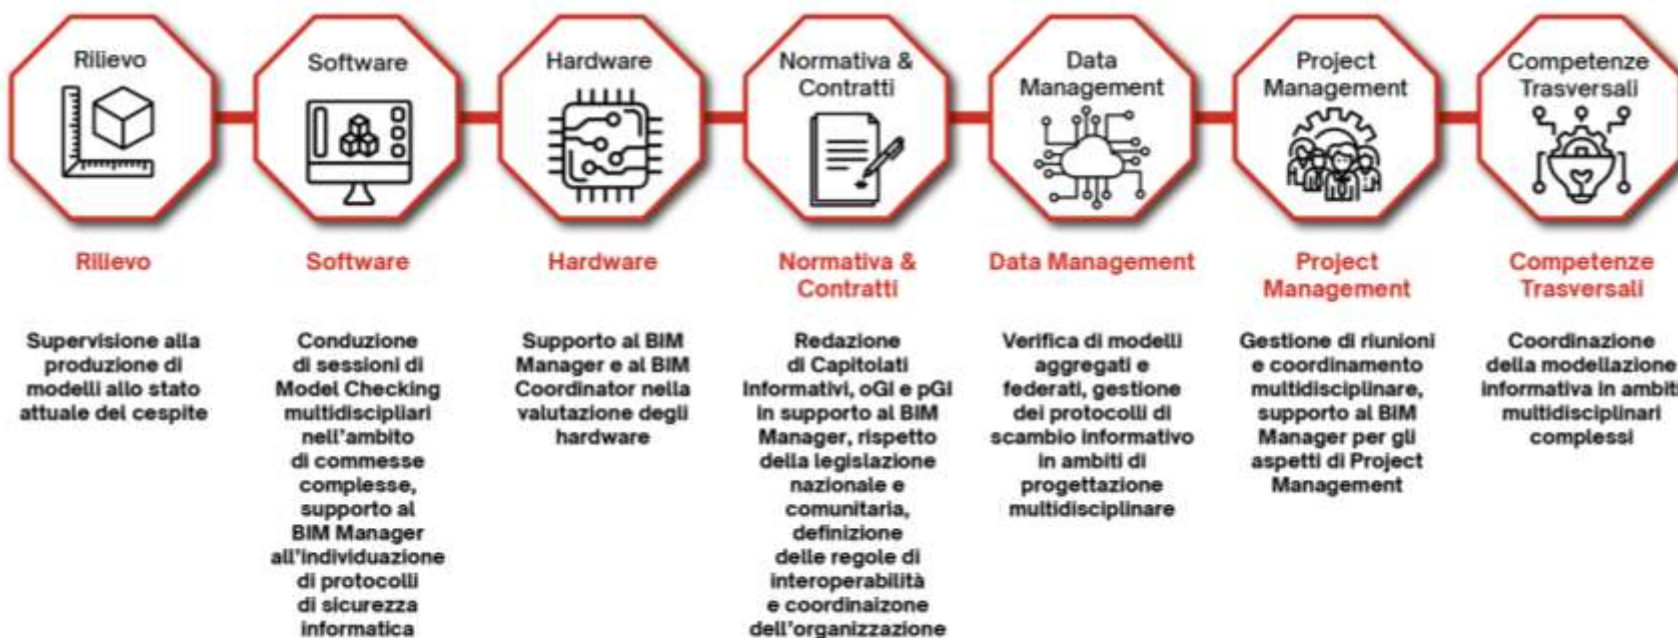 Rilievo
Software
Hardware
Normativa &
Contratti
Data
Management
Project
Management
Competenze
Trasversali
Rilievo
Supervisione alla
produzione di
modelli allo stato
attuale del cespite
Software
Conduzione
di sessioni di
Model Checking
multidiscipliari
nell'ambito
di commesse
complesse,
supporto al
BIM Manager
all'individuazione
di protocolli
di sicurezza
informatica
Hardware
Supporto al BIM
Manager e al BIM
Coordinator nella
valutazione degli
hardware
Normativa &
Contratti
Redazione
di Capitolati
Informativi, oGI e pGI
in supporto al BIM
Manager, rispetto
della legislazione
nazionale e
comunitaria,
definizione
delle regole di
interoperabilità
e coordinaizone
dell'organizzazione
Data Management
Verifica di modelli
aggregati e
federati, gestione
dei protocolli di
scambio informativo
in ambiti di
progettazione
multidisciplinare
Project
Management
Gestione di riunioni
e coordinamento
multidisciplinare,
supporto al BIM
Manager per gli
aspetti di Project
Management
Competenze
Trasversali
Coordinazione
della modellazione
informativa in ambiti
multidisciplinari
complessi